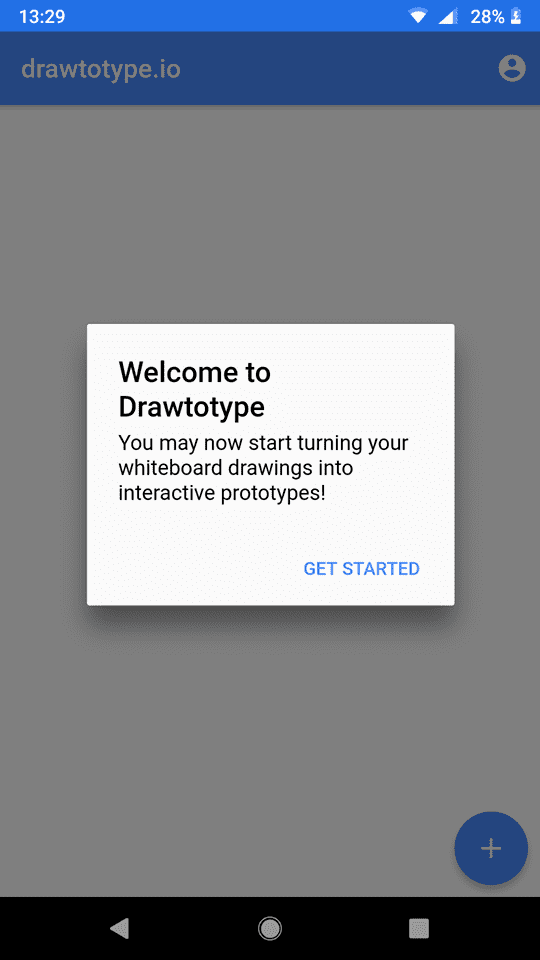 13:29
28%
drawtotype.io
Welcome to
Drawtotype
You may now start turning your
whiteboard drawings into
interactive prototypes!
GET STARTED